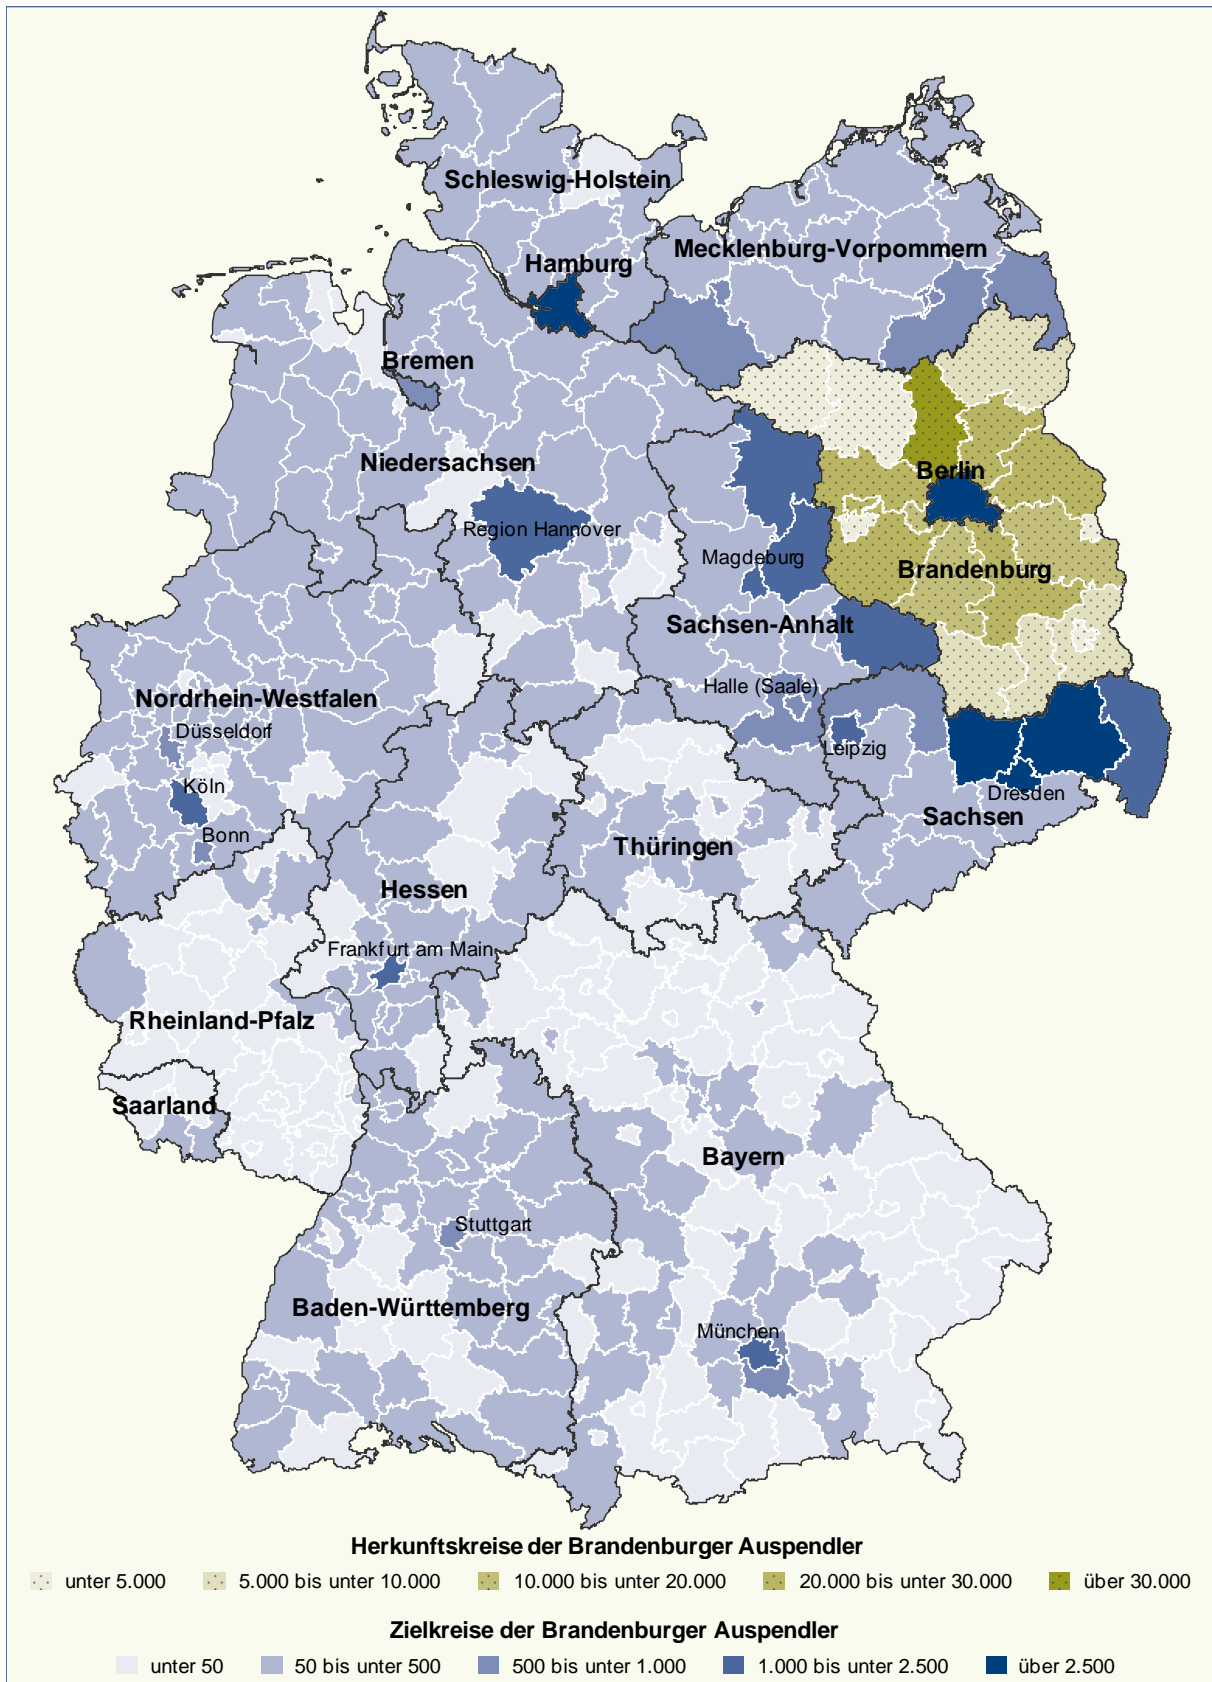 Schleswig-Holstein
Mecklenburg-Vorpommern
Hamburg
Bremen
Niedersachsen
Berlin
Region Hannover
Magdeburg
Brandenburg
Sachsen-Anhalt
Halle (Saale)
Nordrhein-Westfalen
Düsseldorf
Leipzig
Köln
Dresden
Sachsen
Bonn
Thüringen
Hessen
Frankfurt am Main
Rheinland-Pfalz
Saarland
Bayern
Stuttgart
Baden-Württemberg
München
Herkunftskreise der Brandenburger Auspendler
unter 5.000 5.000 bis unter 10.000 10.000 bis unter 20.000 20.000 bis unter 30.000 über 30.000
Zielkreise der Brandenburger Auspendler
unter 50 50 bis unter 500 500 bis unter 1.000 1.000 bis unter 2.500 über 2.500